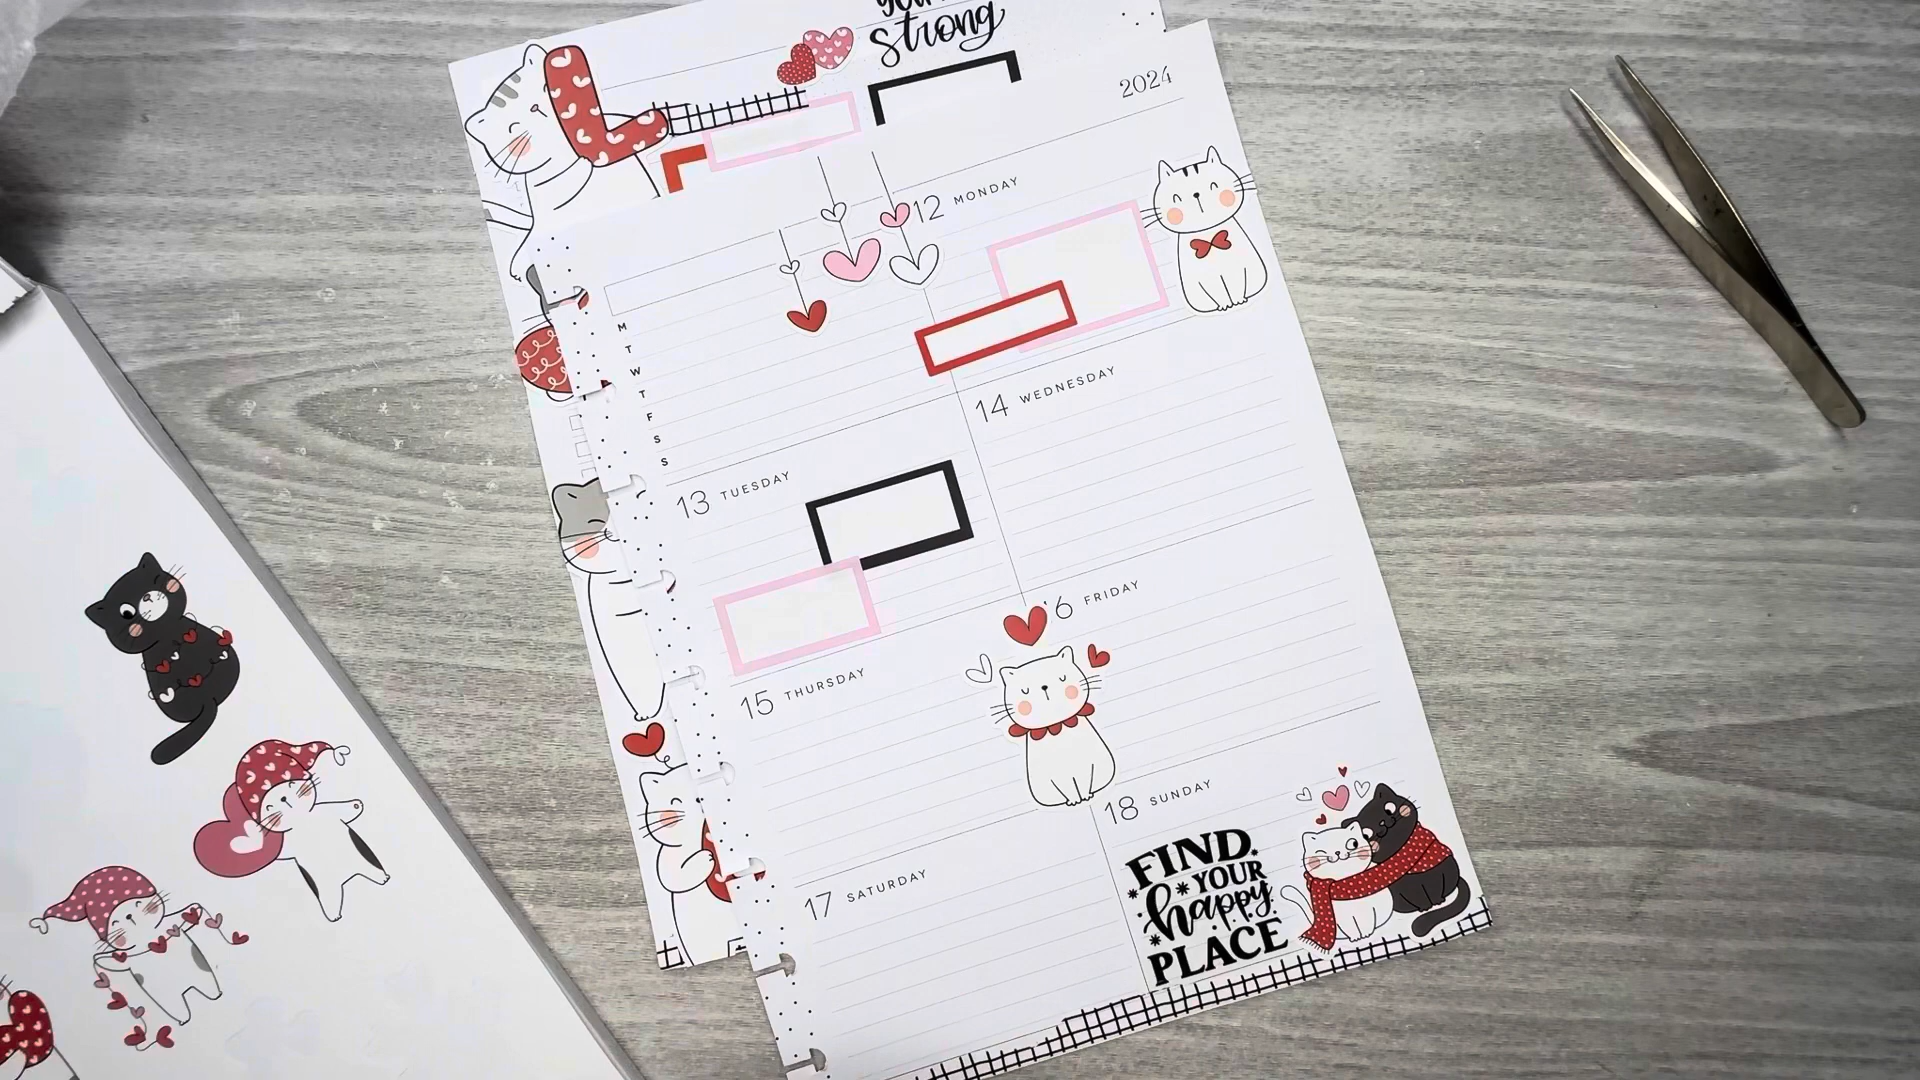 strong
2024
12 MONDAY
M
T
W
T
F
S
S
13 TUESDAY
14 WEDNESDAY
15 THURSDAY
6 FRIDAY
17 SATURDAY
18 SUNDAY
FIND
YOUR
happy
PLACE